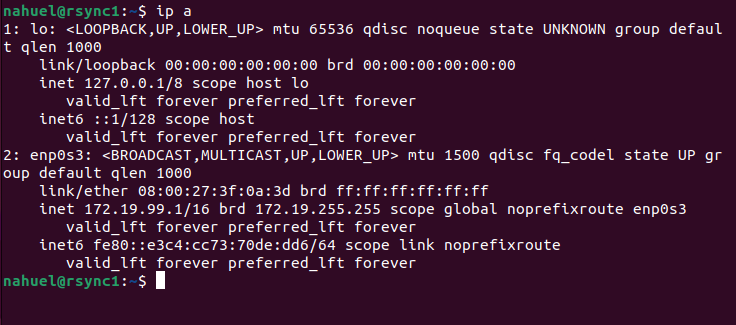 nahuel@rsync1:~$ ip a
1: lo: <LOOPBACK,UP,LOWER_UP> mtu 65536 qdisc noqueue state UNKNOWN group defaul
t qlen 1000
    link/loopback 00:00:00:00:00:00 brd 00:00:00:00:00:00
    inet 127.0.0.1/8 scope host lo
       valid_lft forever preferred_lft forever
    inet6 ::1/128 scope host
       valid_lft forever preferred_lft forever
2: enp0s3: <BROADCAST,MULTICAST,UP,LOWER_UP> mtu 1500 qdisc fq_codel state UP gr
oup default qlen 1000
    link/ether 08:00:27:3f:0a:3d brd ff:ff:ff:ff:ff:ff
    inet 172.19.99.1/16 brd 172.19.255.255 scope global noprefixroute enp0s3
       valid_lft forever preferred_lft forever
    inet6 fe80::e3c4:cc73:70de:dd6/64 scope link noprefixroute
       valid_lft forever preferred_lft forever
nahuel@rsync1:~$